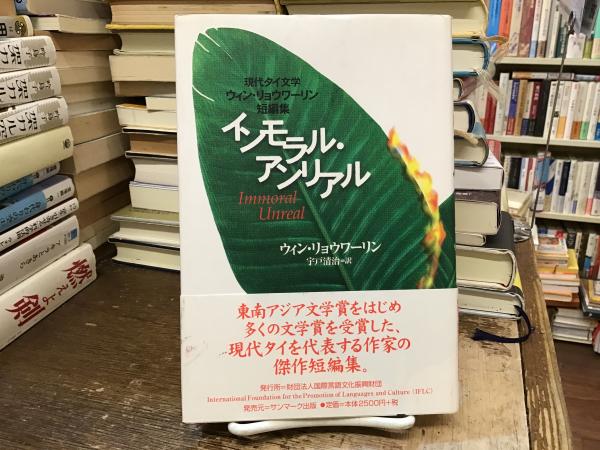 現代タイ文学
ウィン・リョウワーリン
短編集
インモラル・
アンリアル
Immoral
Unreal
ウィン・リョウワーリン
宇戸清治=訳
東南アジア文学賞をはじめ
多くの文学賞を受賞した、
現代タイを代表する作家の
傑作短編集。
発行所=財団法人国際言語文化振興財団
International Foundation for the Promotion of Languages and Culture (IFLC)
発売元=サンマーク出版 ●定価=本体2500円+税
燃えよ剣